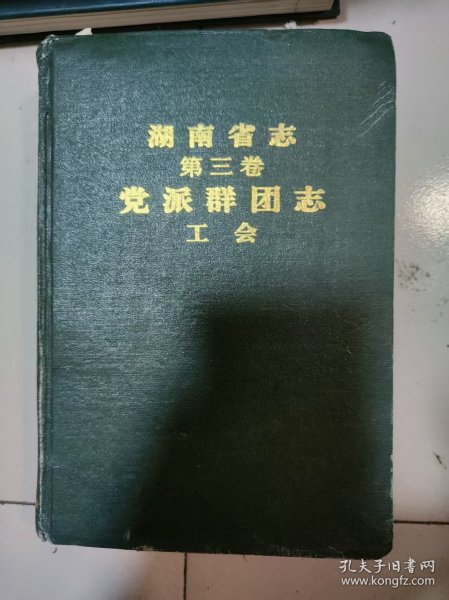 湖南省志
第三卷
党派群团志
工会
孔夫子旧书网
www.kongfz.com